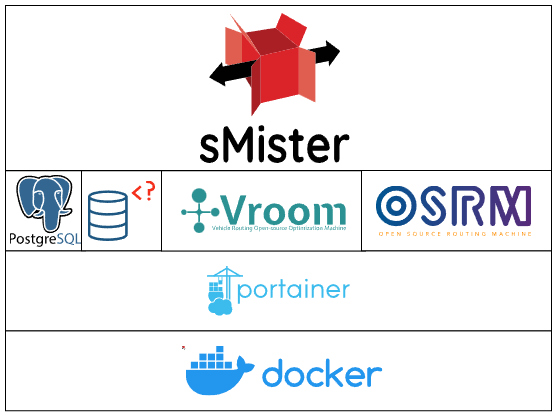 sMister
PostgreSQL
<?
Vroom
Vehicle Routing Open-source Optimization Machine
OSRM
OPEN SOURCE ROUTING MACHINE
portainer
docker